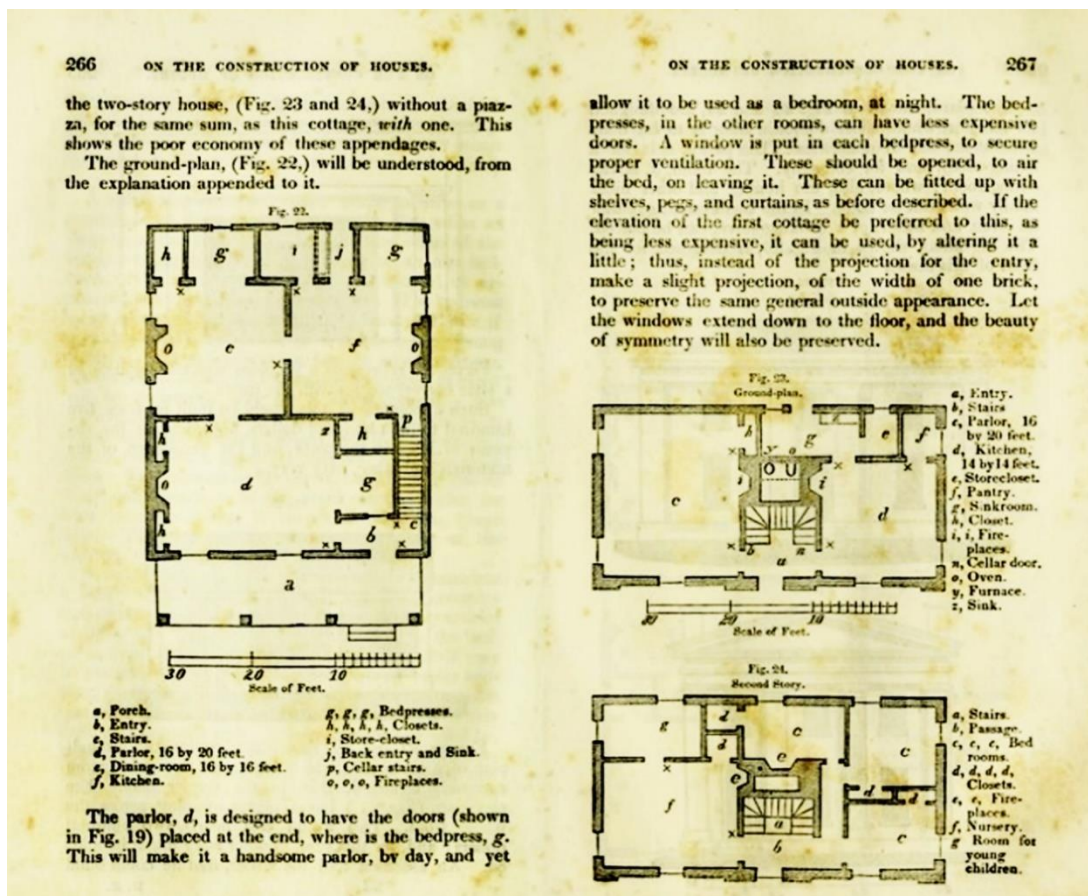 266 ON THE CONSTRUCTION OF HOUSES.
the two-story house, (Fig. 23 and 24,) without a piaz-
za, for the same sum, as this cottage, with one. This
shows the poor economy of these appendages.
The ground-plan, (Fig. 22,) will be understood, from
the explanation appended to it.
Fig. 22.
h g i j g
o e f o
x
x x x
x p
h z h
o d g
h x c
b
x x
a
30 20 10
Scale of Feet.
a, Porch.
b, Entry.
c, Stairs.
d, Parlor, 16 by 20 feet.
e, Dining-room, 16 by 16 feet.
f, Kitchen.
g, g, g, Bedpresses.
h, h, h, h, Closets.
i, Store-closet.
j, Back entry and Sink.
p, Cellar stairs.
o, o, o, Fireplaces.
The parlor, d, is designed to have the doors (shown
in Fig. 19) placed at the end, where is the bedpress, g.
This will make it a handsome parlor, by day, and yet
ON THE CONSTRUCTION OF HOUSES. 267
allow it to be used as a bedroom, at night. The bed-
presses, in the other rooms, can have less expensive
doors. A window is put in each bedpress, to secure
proper ventilation. These should be opened, to air
the bed, on leaving it. These can be fitted up with
shelves, pegs, and curtains, as before described. If the
elevation of the first cottage be preferred to this, as
being less expensive, it can be used, by altering it a
little; thus, instead of the projection for the entry,
make a slight projection, of the width of one brick,
to preserve the same general outside appearance. Let
the windows extend down to the floor, and the beauty
of symmetry will also be preserved.
Fig. 23.
Ground-plan.
h g e f
x y o x x
c i i d
x b n x
a
30 20 10
Scale of Feet.
a, Entry.
b, Stairs
c, Parlor, 16
by 20 feet.
d, Kitchen,
14 by 14 feet.
e, Storecloset.
f, Pantry.
g, Sinkroom.
h, Closet.
i, i, Fire-
places.
n, Cellar door.
o, Oven.
y, Furnace.
z, Sink.
Fig. 24.
Second Story.
g d c c
d
x e
f e d d
a
x b c
a, Stairs.
b, Passage.
c, c, c, Bed
rooms.
d, d, d, d,
Closets.
e, e, Fire-
places.
f, Nursery.
g Room for
young
children.